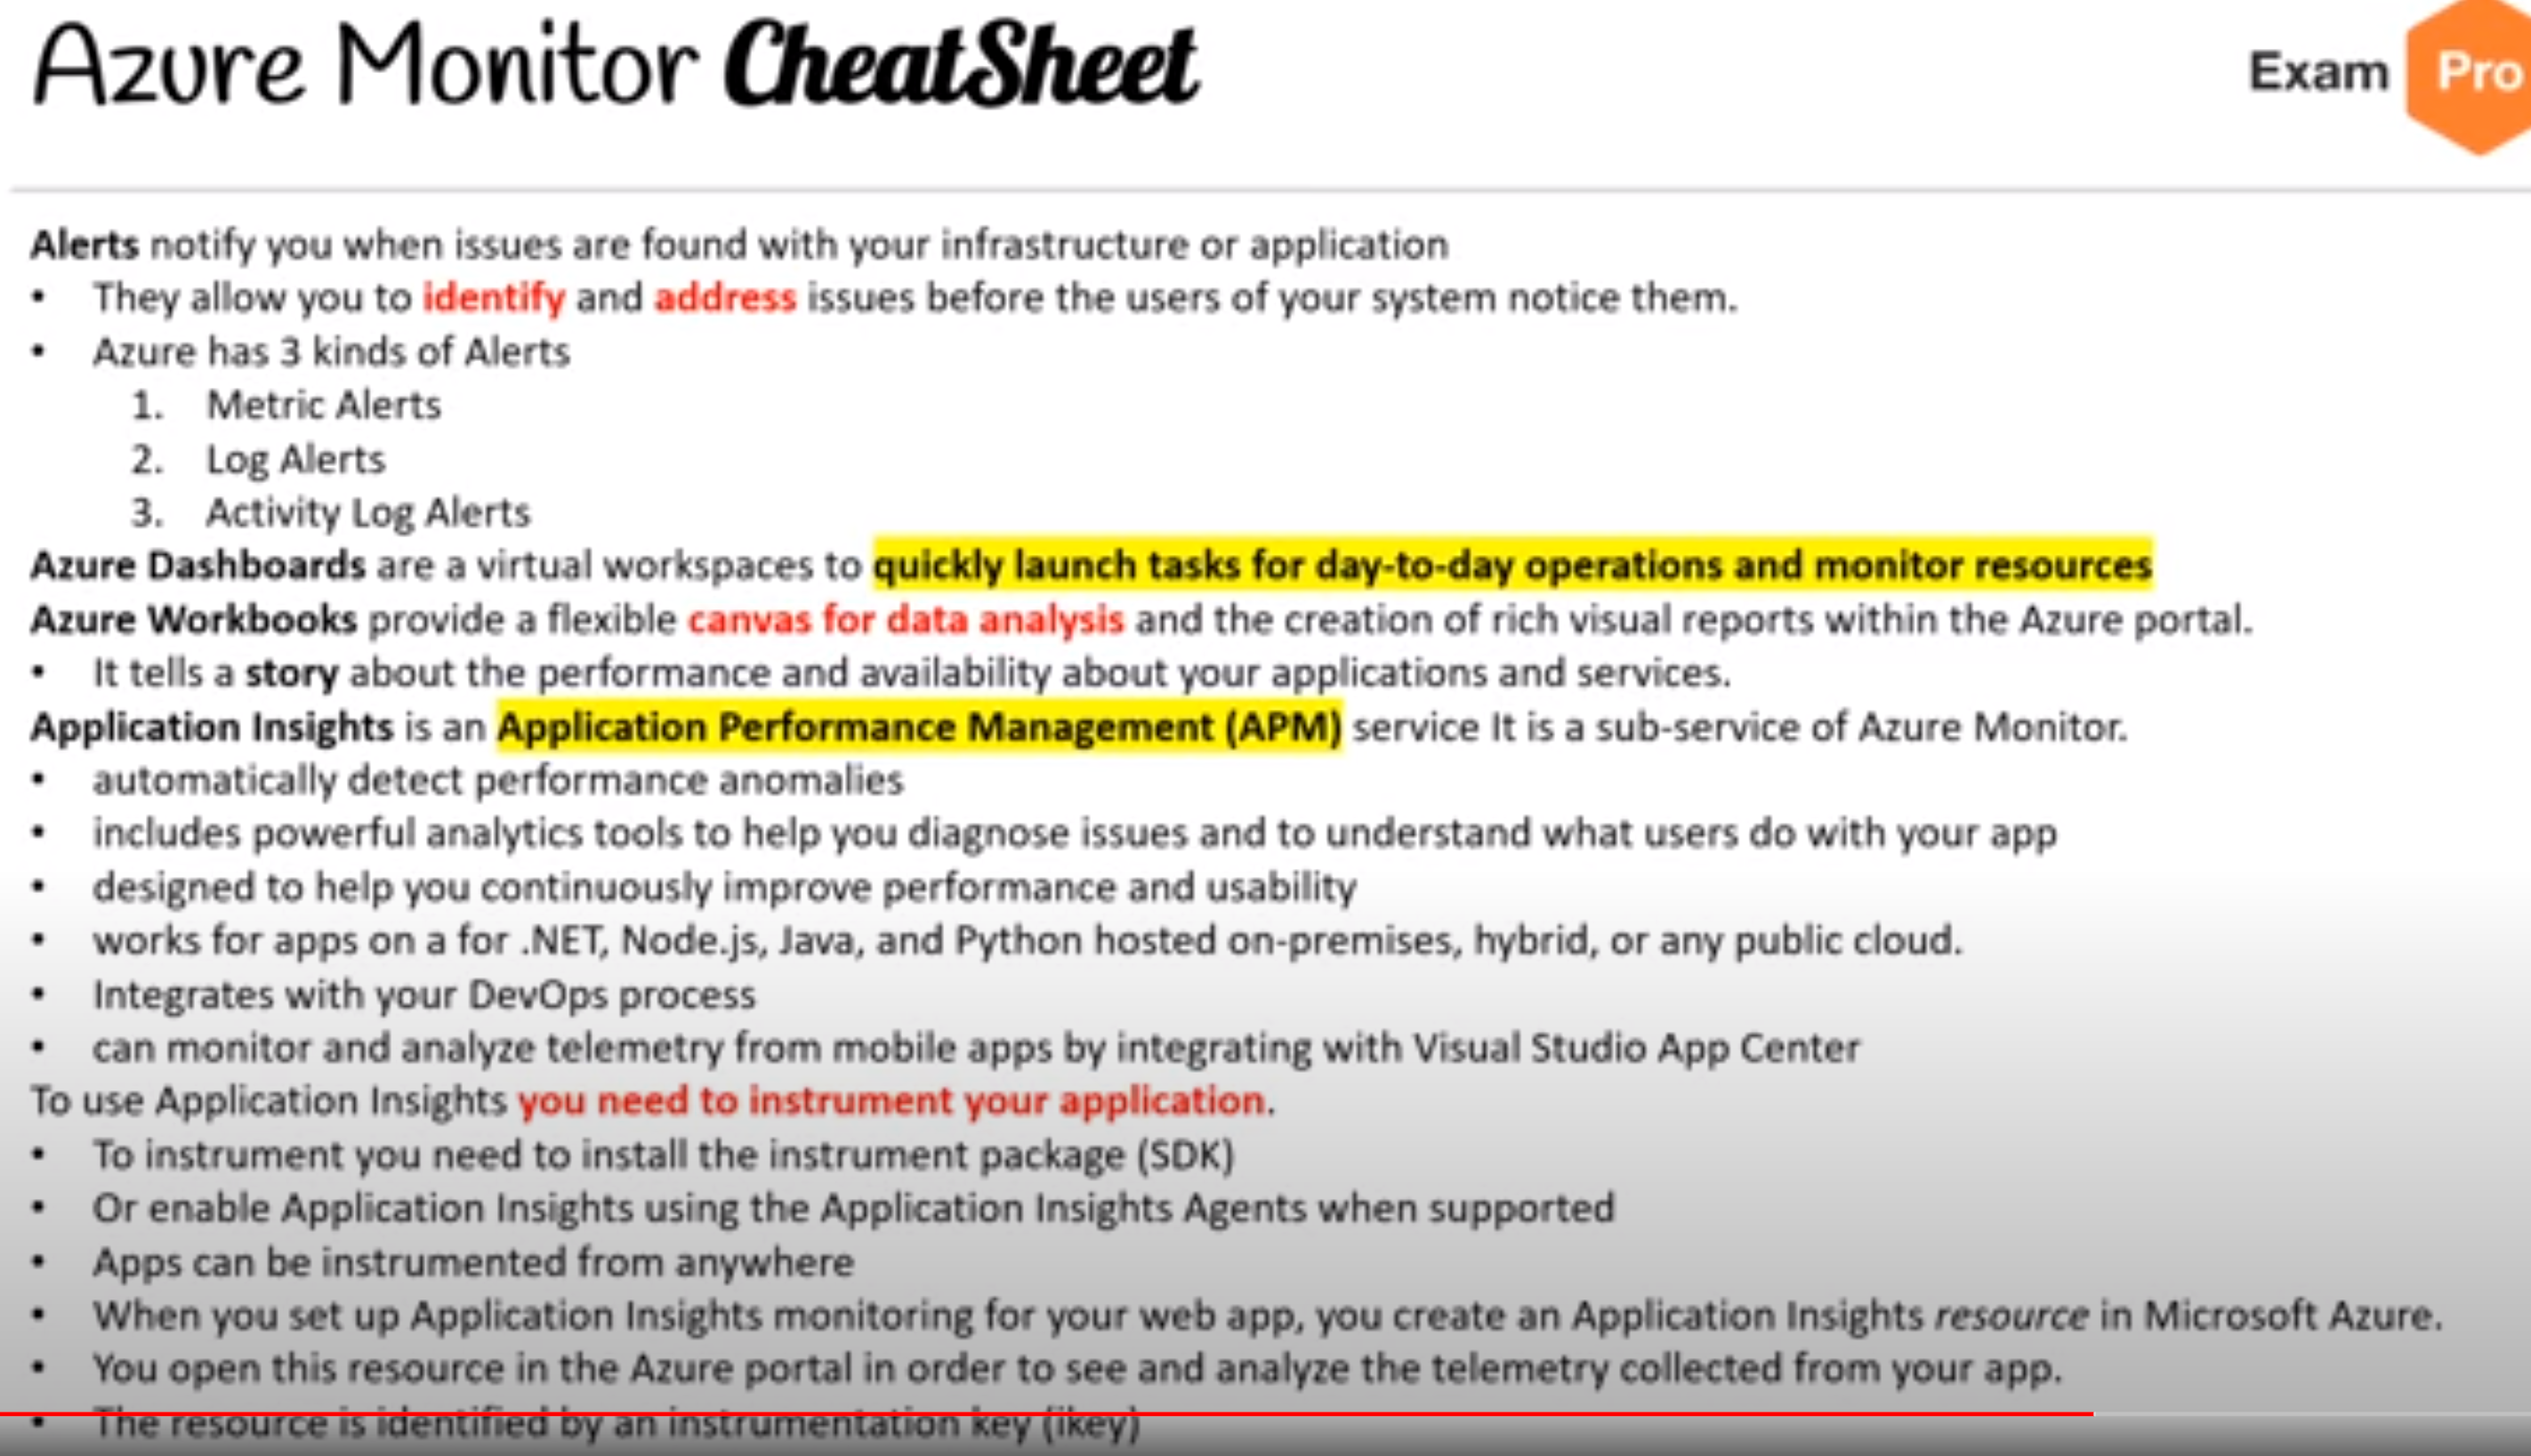 Azure Monitor CheatSheet
Exam Pro
Alerts notify you when issues are found with your infrastructure or application
• They allow you to identify and address issues before the users of your system notice them.
• Azure has 3 kinds of Alerts
1. Metric Alerts
2. Log Alerts
3. Activity Log Alerts
Azure Dashboards are a virtual workspaces to quickly launch tasks for day-to-day operations and monitor resources
Azure Workbooks provide a flexible canvas for data analysis and the creation of rich visual reports within the Azure portal.
• It tells a story about the performance and availability about your applications and services.
Application Insights is an Application Performance Management (APM) service It is a sub-service of Azure Monitor.
• automatically detect performance anomalies
• includes powerful analytics tools to help you diagnose issues and to understand what users do with your app
• designed to help you continuously improve performance and usability
• works for apps on a for .NET, Node.js, Java, and Python hosted on-premises, hybrid, or any public cloud.
• Integrates with your DevOps process
• can monitor and analyze telemetry from mobile apps by integrating with Visual Studio App Center
To use Application Insights you need to instrument your application.
• To instrument you need to install the instrument package (SDK)
• Or enable Application Insights using the Application Insights Agents when supported
• Apps can be instrumented from anywhere
• When you set up Application Insights monitoring for your web app, you create an Application Insights resource in Microsoft Azure.
• You open this resource in the Azure portal in order to see and analyze the telemetry collected from your app.
• The resource is identified by an instrumentation key (ikey)